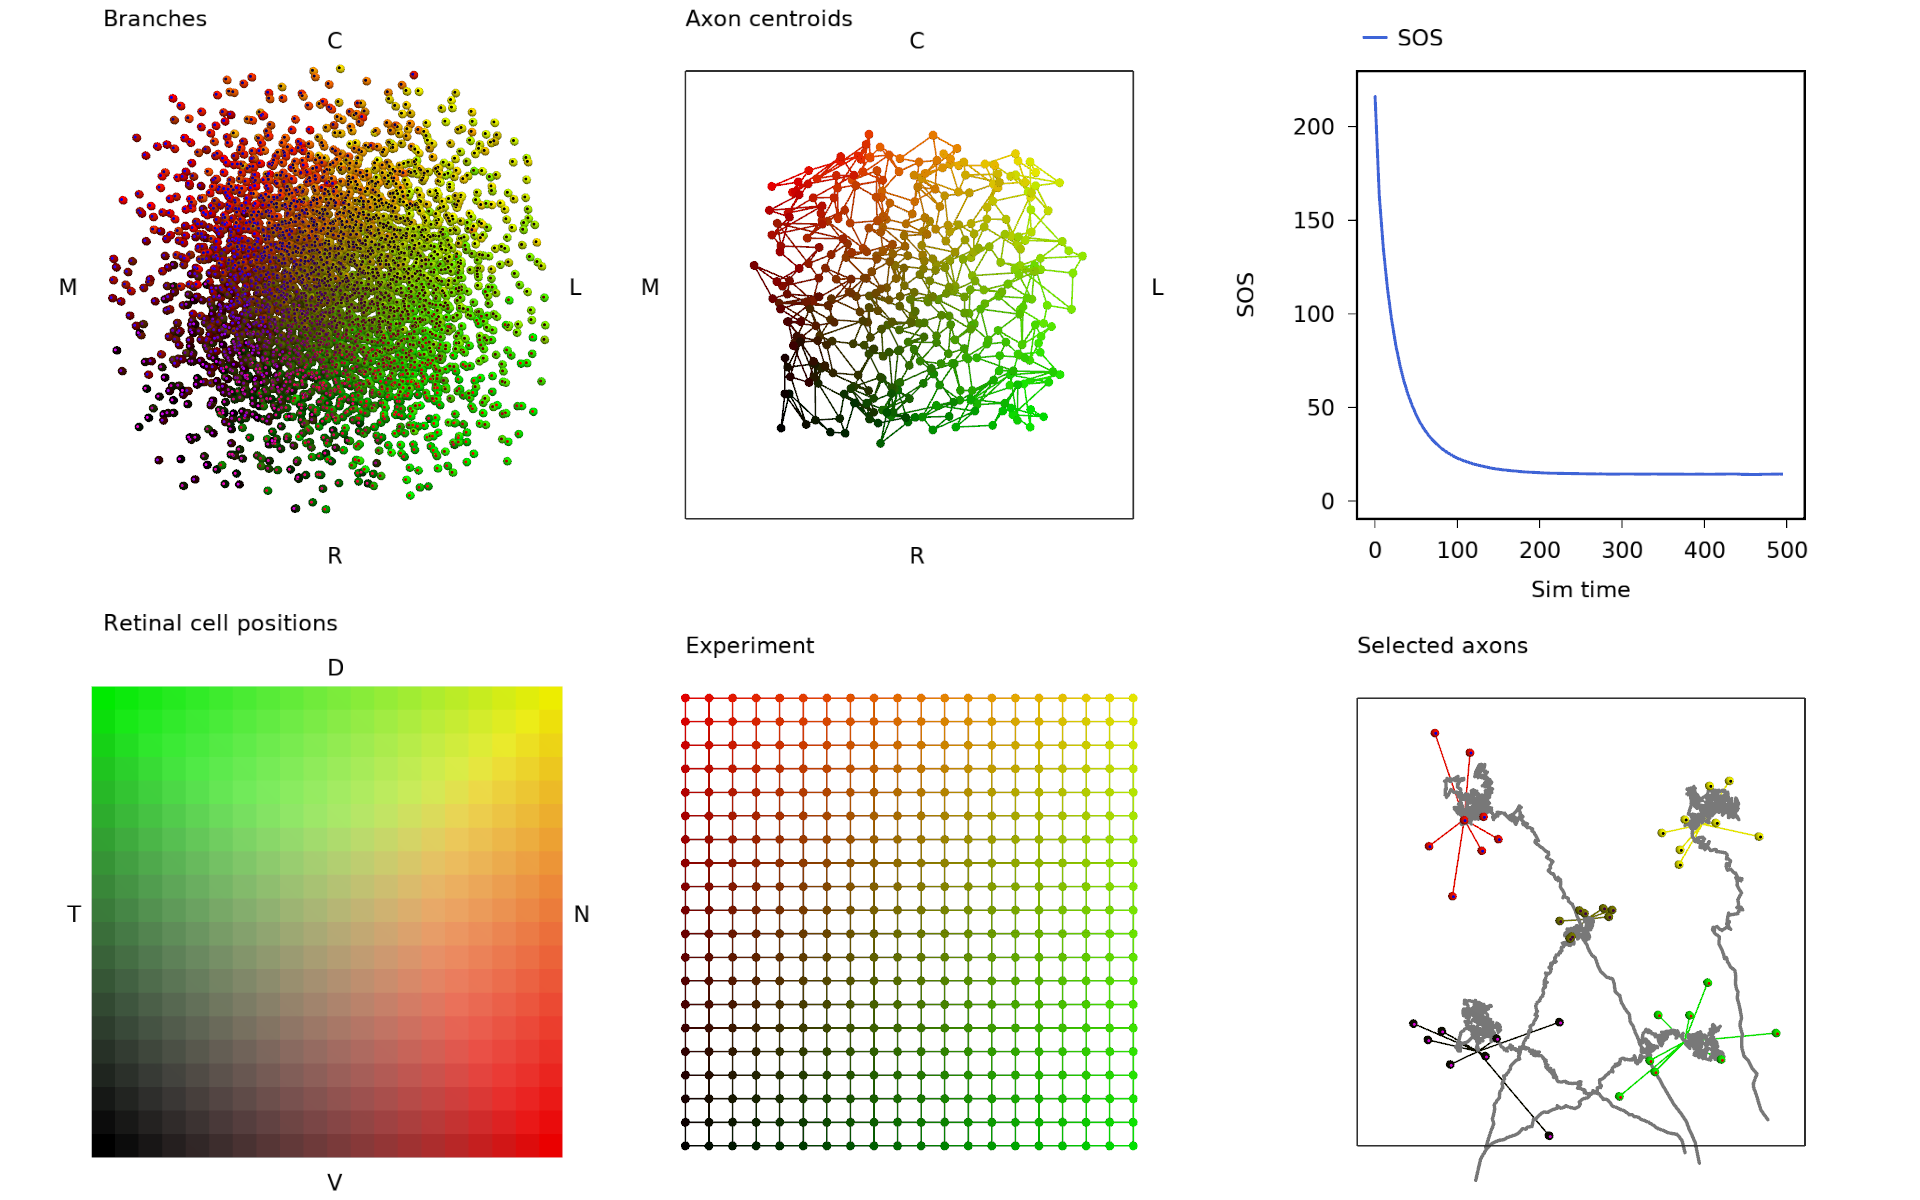 Branches
C
M
L
R
Axon centroids
C
M
L
R
SOS
SOS
200
150
100
50
0
0 100 200 300 400 500
Sim time
Retinal cell positions
D
T
N
V
Experiment
Selected axons